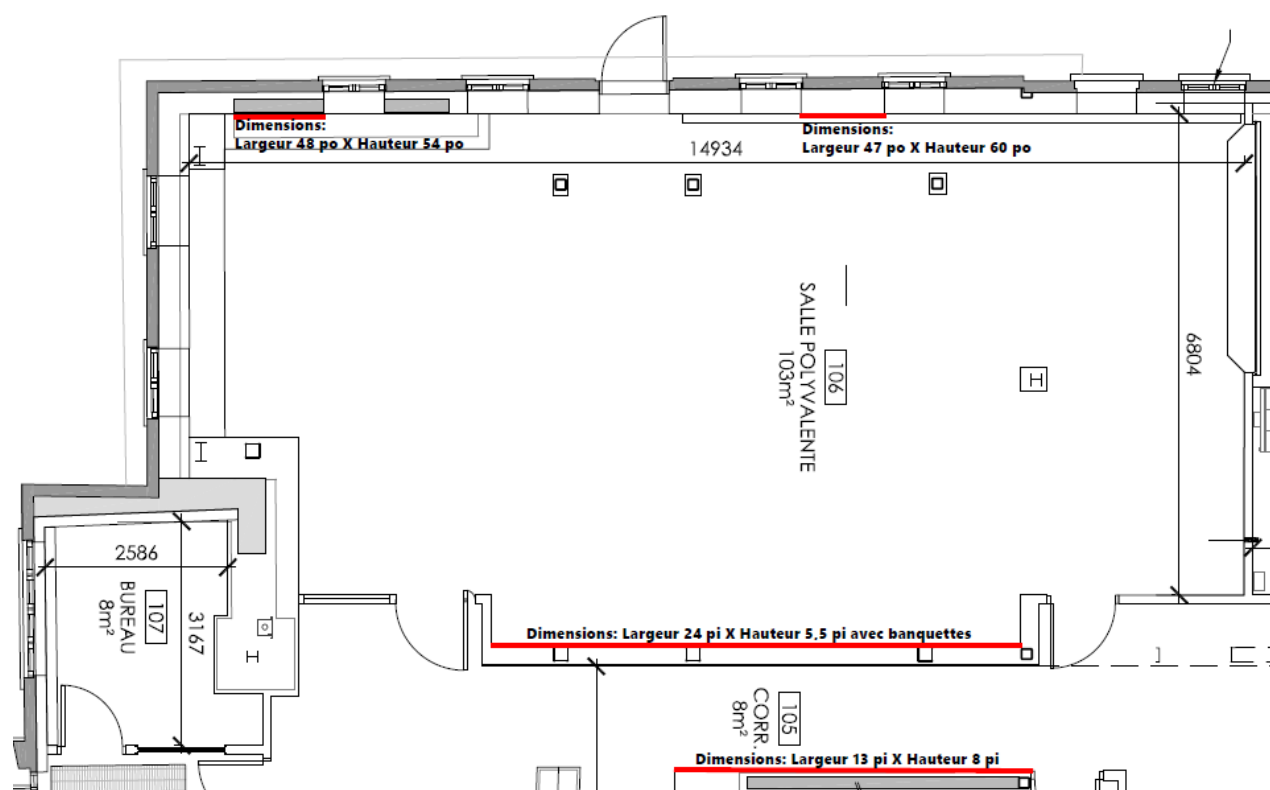 Dimensions:
Largeur 48 po X Hauteur 54 po
Dimensions:
Largeur 47 po X Hauteur 60 po
14934
6804
SALLE POLYVALENTE
103m²
106
2586
BUREAU
8m²
107
3167
Dimensions: Largeur 24 pi X Hauteur 5,5 pi avec banquettes
CORR.
8m²
105
Dimensions: Largeur 13 pi X Hauteur 8 pi